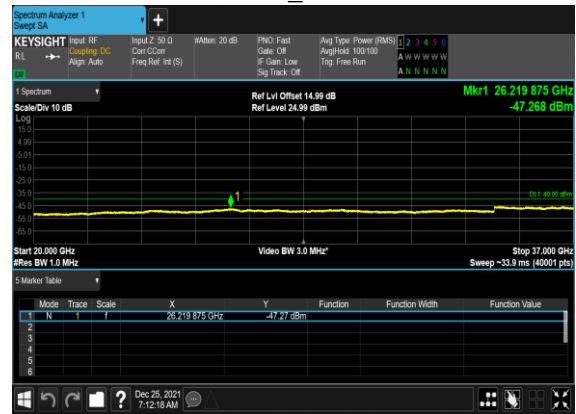 Spectrum Analyzer 1
Swept SA
+
KEYSIGHT Input: RF Input Z: 50 Ω #Atten: 20 dB PNO: Fast Avg Type: Power (RMS) 1 2 3 4 5 6
RL Coupling: DC Corr CCorr Gate: Off Avg|Hold: 100/100 A W W W W W
Align: Auto Freq Ref: Int (S) IF Gain: Low Trig: Free Run
Sig Track: Off A N N N N N
1 Spectrum
Ref Lvl Offset 14.99 dB Mkr1 26.219 875 GHz
Scale/Div 10 dB Ref Level 24.99 dBm -47.268 dBm
Log
15.0
4.99
-5.01
-15.0
-25.0
-35.0
1
DL1 -40.00 dBm
-45.0
-55.0
-65.0
Start 20.000 GHz Video BW 3.0 MHz* Stop 37.000 GHz
#Res BW 1.0 MHz Sweep ~33.9 ms (40001 pts)
5 Marker Table
Mode Trace Scale X Y Function Function Width Function Value
1 N 1 f 26.219 875 GHz -47.27 dBm
2
3
4
5
6
? Dec 25, 2021
7:12:18 AM